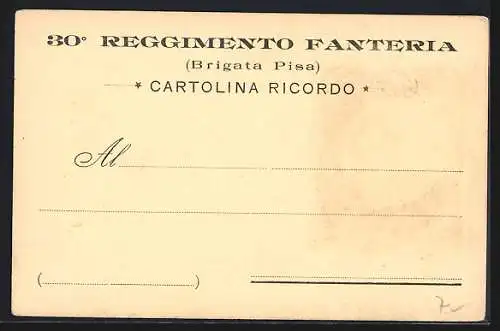 30° REGGIMENTO FANTERIA
(Brigata Pisa)
* CARTOLINA RICORDO *
Al
( )